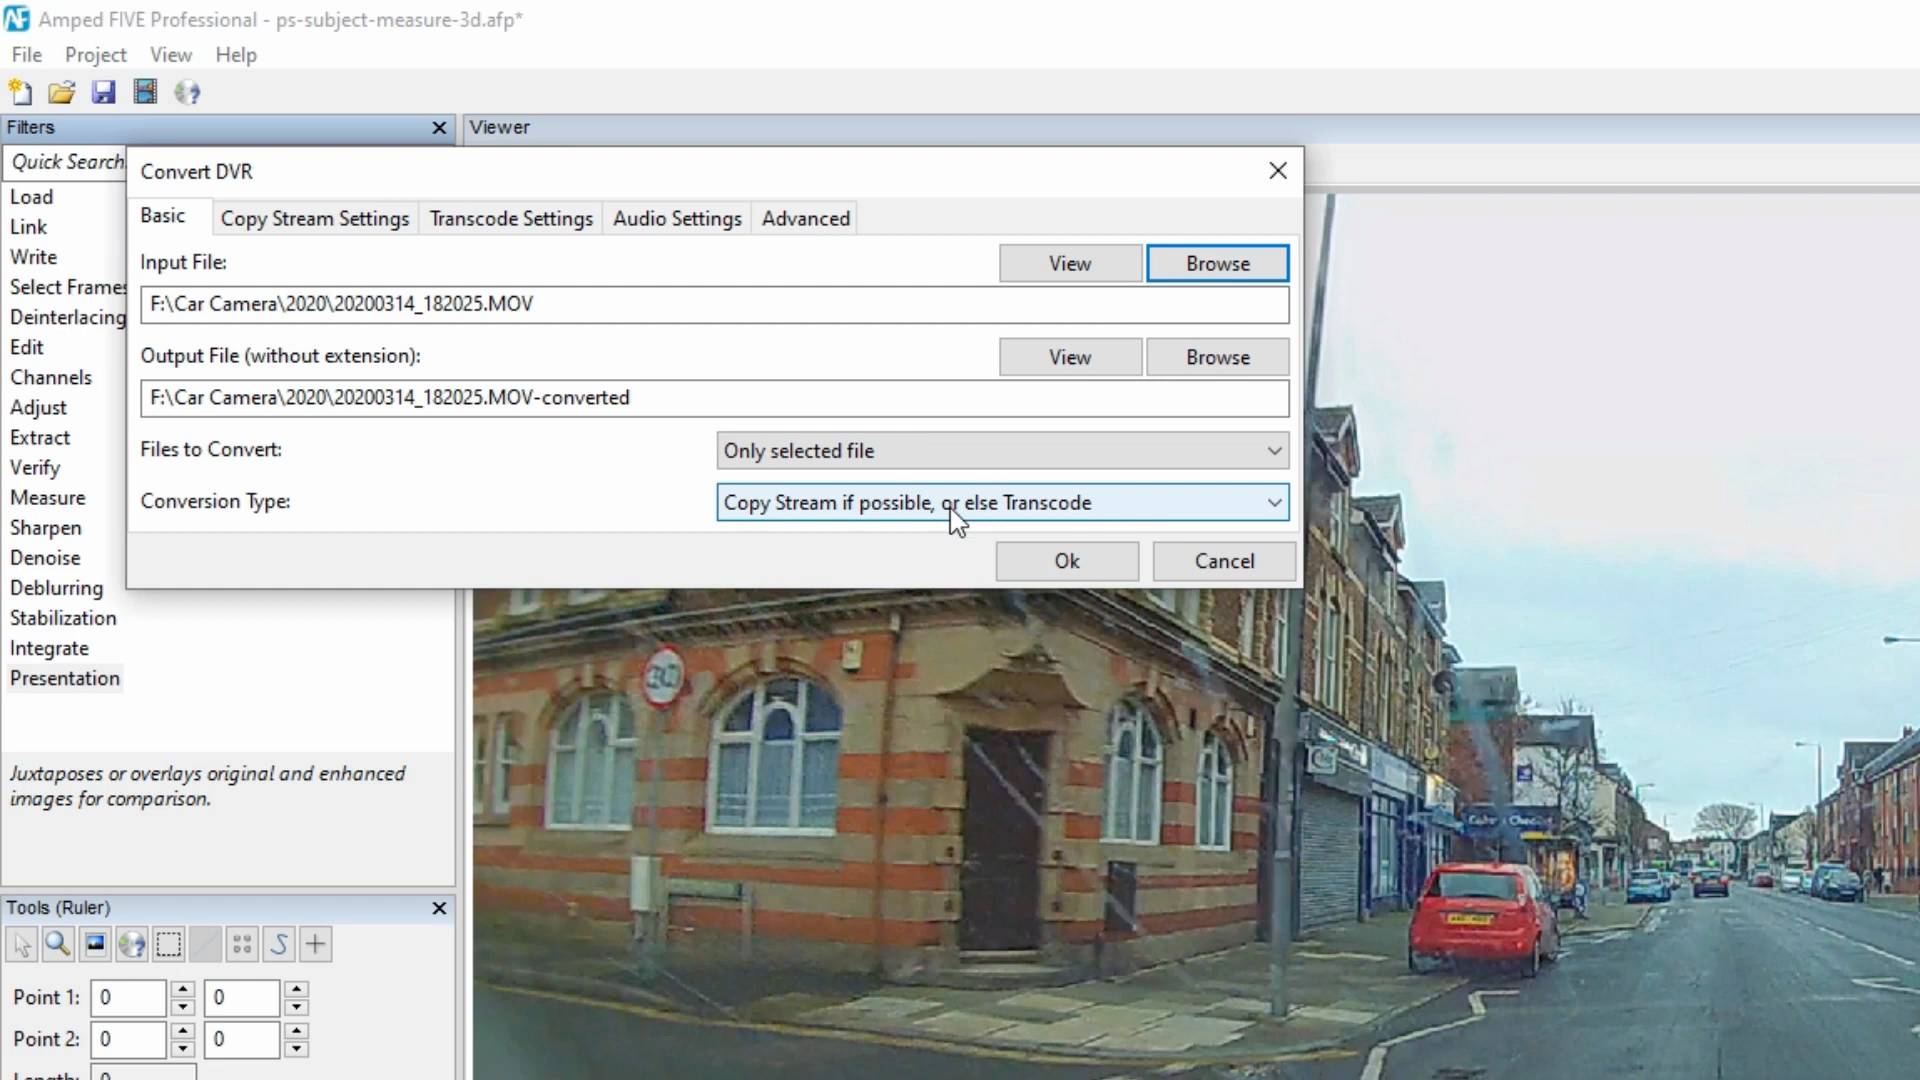 Amped FIVE Professional - ps-subject-measure-3d.afp*
File Project View Help
Filters
Viewer
Quick Search
Convert DVR
Load
Link
Write
Select Frames
Deinterlacing
Edit
Channels
Adjust
Extract
Verify
Measure
Sharpen
Denoise
Deblurring
Stabilization
Integrate
Presentation
Basic Copy Stream Settings Transcode Settings Audio Settings Advanced
Input File: View Browse
F:\Car Camera\2020\20200314_182025.MOV
Output File (without extension): View Browse
F:\Car Camera\2020\20200314_182025.MOV-converted
Files to Convert: Only selected file
Conversion Type: Copy Stream if possible, or else Transcode
Ok Cancel
Juxtaposes or overlays original and enhanced
images for comparison.
Tools (Ruler)
Point 1: 0 0
Point 2: 0 0
Length: 0